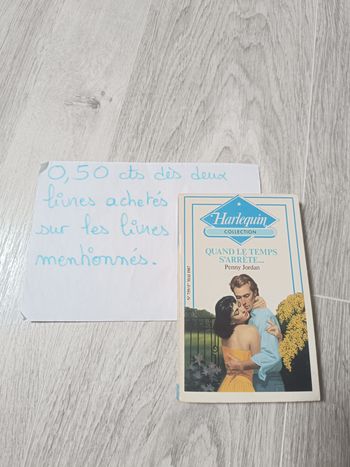 0,50 cts dès deux
livres achetés
sur les livres
mentionnés.
Harlequin
COLLECTION
QUAND LE TEMPS
S'ARRÊTE...
Penny Jordan